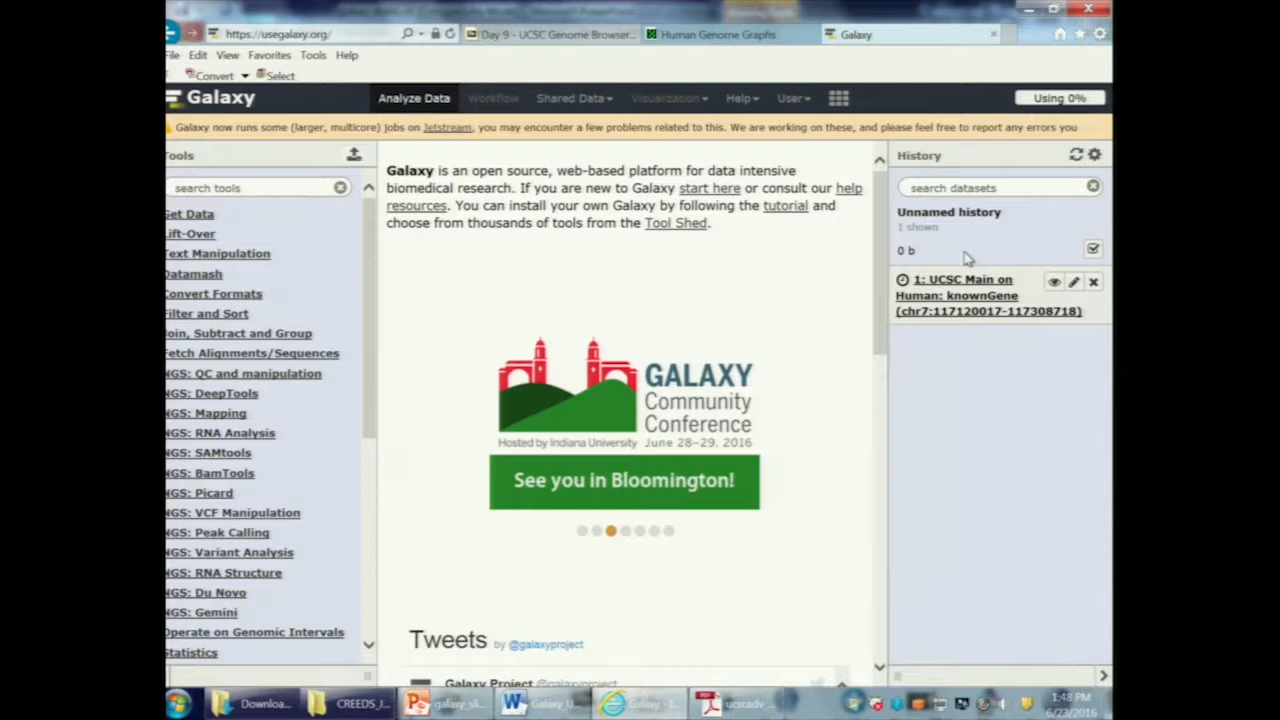 https://usegalaxy.org/
Day 9 - UCSC Genome Browser...
Human Genome Graphs
Galaxy
File Edit View Favorites Tools Help
Convert Select
Galaxy
Analyze Data Workflow Shared Data Visualization Help User
Using 0%
Galaxy now runs some (larger, multicore) jobs on Jetstream, you may encounter a few problems related to this. We are working on these, and please feel free to report any errors you
Tools
search tools
Get Data
Lift-Over
Text Manipulation
Datamash
Convert Formats
Filter and Sort
Join, Subtract and Group
Fetch Alignments/Sequences
NGS: QC and manipulation
NGS: DeepTools
NGS: Mapping
NGS: RNA Analysis
NGS: SAMtools
NGS: BamTools
NGS: Picard
NGS: VCF Manipulation
NGS: Peak Calling
NGS: Variant Analysis
NGS: RNA Structure
NGS: Du Novo
NGS: Gemini
Operate on Genomic Intervals
Statistics
Galaxy is an open source, web-based platform for data intensive
biomedical research. If you are new to Galaxy start here or consult our help
resources. You can install your own Galaxy by following the tutorial and
choose from thousands of tools from the Tool Shed.
GALAXY
Community
Conference
Hosted by Indiana University June 28-29, 2016
See you in Bloomington!
Tweets by @galaxyproject
Galaxy Project @galaxyproject
History
search datasets
Unnamed history
1 shown
0 b
1: UCSC Main on
Human: knownGene
(chr7:117120017-117308718)
Downloa... CREEDS_J... galaxy_sli... Galaxy_U... Galaxy - I... ucscadv_...
1:48 PM
6/23/2016